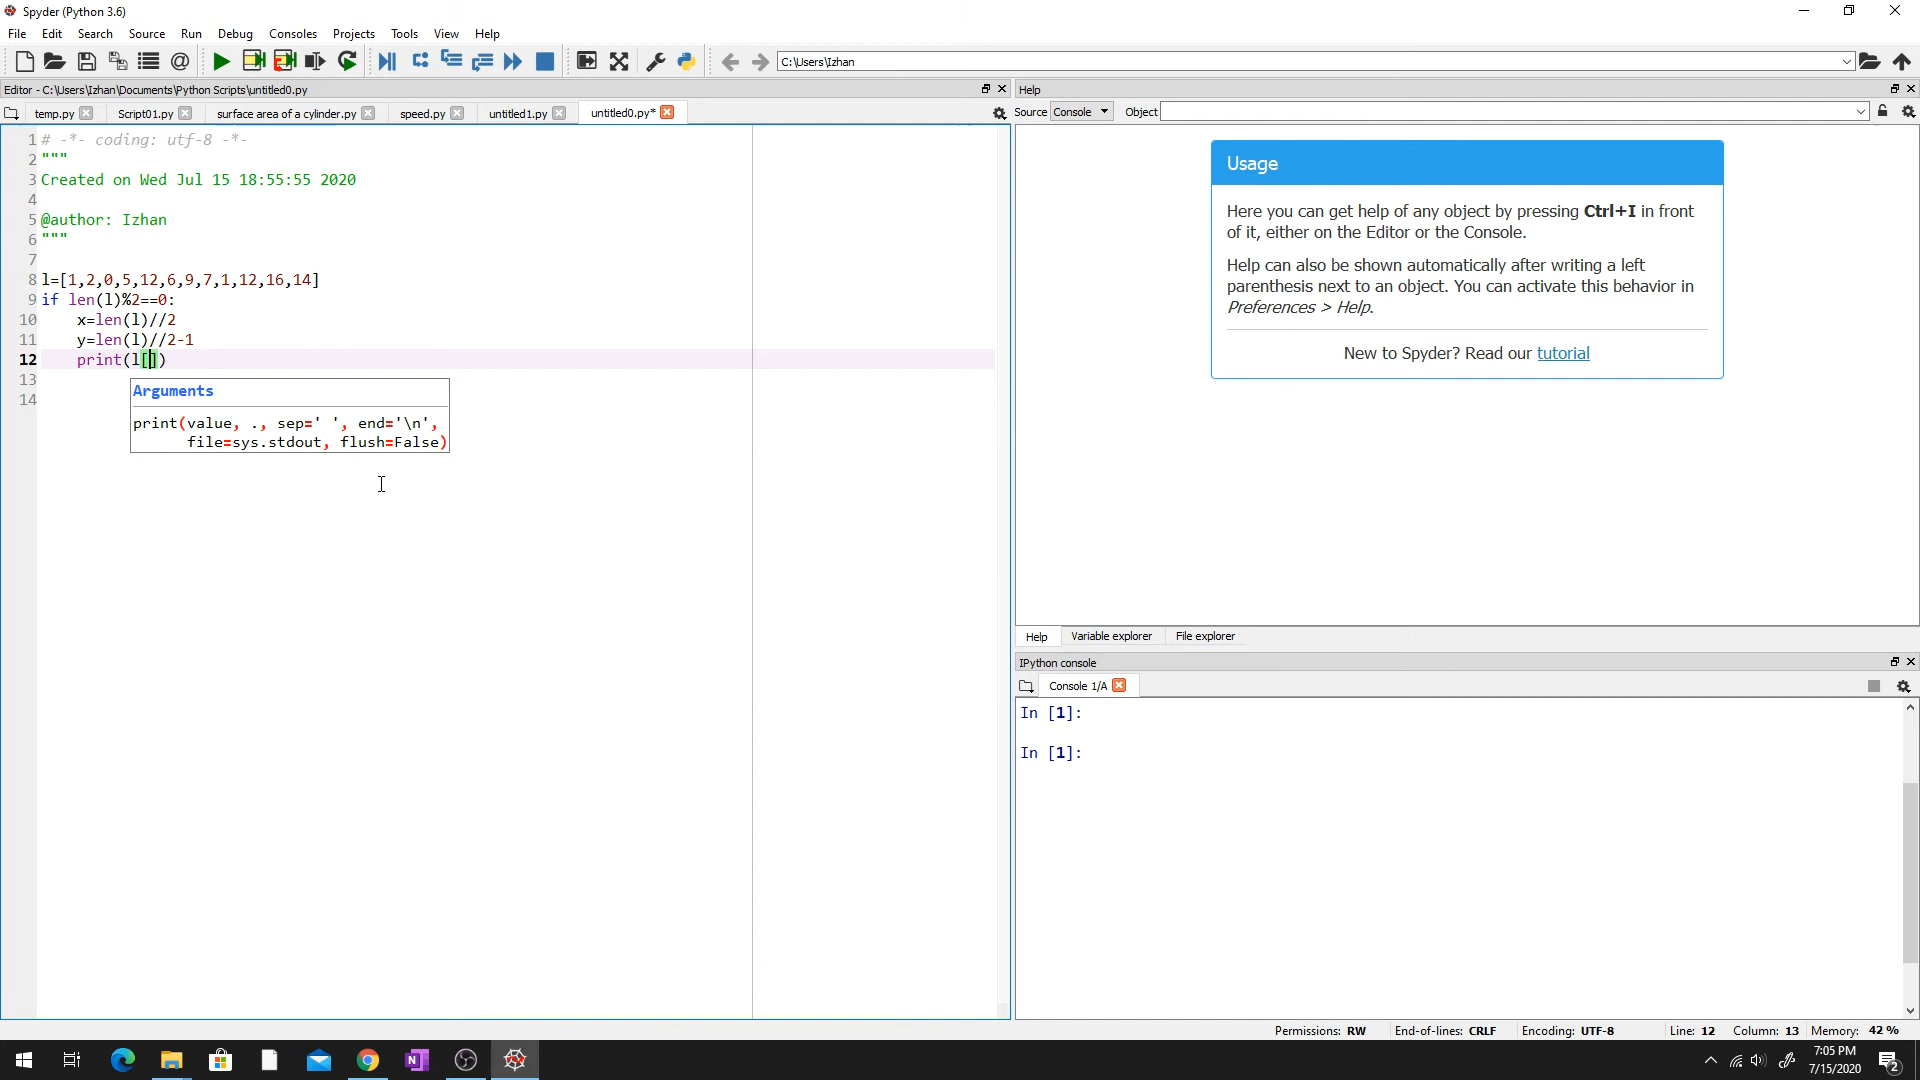 Spyder (Python 3.6)
File Edit Search Source Run Debug Consoles Projects Tools View Help
C:\Users\Izhan
Editor - C:\Users\Izhan\Documents\Python Scripts\untitled0.py
temp.py Script01.py surface area of a cylinder.py speed.py untitled1.py untitled0.py*
1 # -*- coding: utf-8 -*-
2 """
3 Created on Wed Jul 15 18:55:55 2020
4
5 @author: Izhan
6 """
7
8 l=[1,2,0,5,12,6,9,7,1,12,16,14]
9 if len(l)%2==0:
10 x=len(l)//2
11 y=len(l)//2-1
12 print(l[])
13
14
Arguments
print(value, ., sep=' ', end='\n',
file=sys.stdout, flush=False)
Help
Source Console Object
Usage
Here you can get help of any object by pressing Ctrl+I in front
of it, either on the Editor or the Console.
Help can also be shown automatically after writing a left
parenthesis next to an object. You can activate this behavior in
Preferences > Help.
New to Spyder? Read our tutorial
Help Variable explorer File explorer
IPython console
Console 1/A
In [1]:
In [1]:
Permissions: RW End-of-lines: CRLF Encoding: UTF-8 Line: 12 Column: 13 Memory: 42 %
7:05 PM
7/15/2020
2